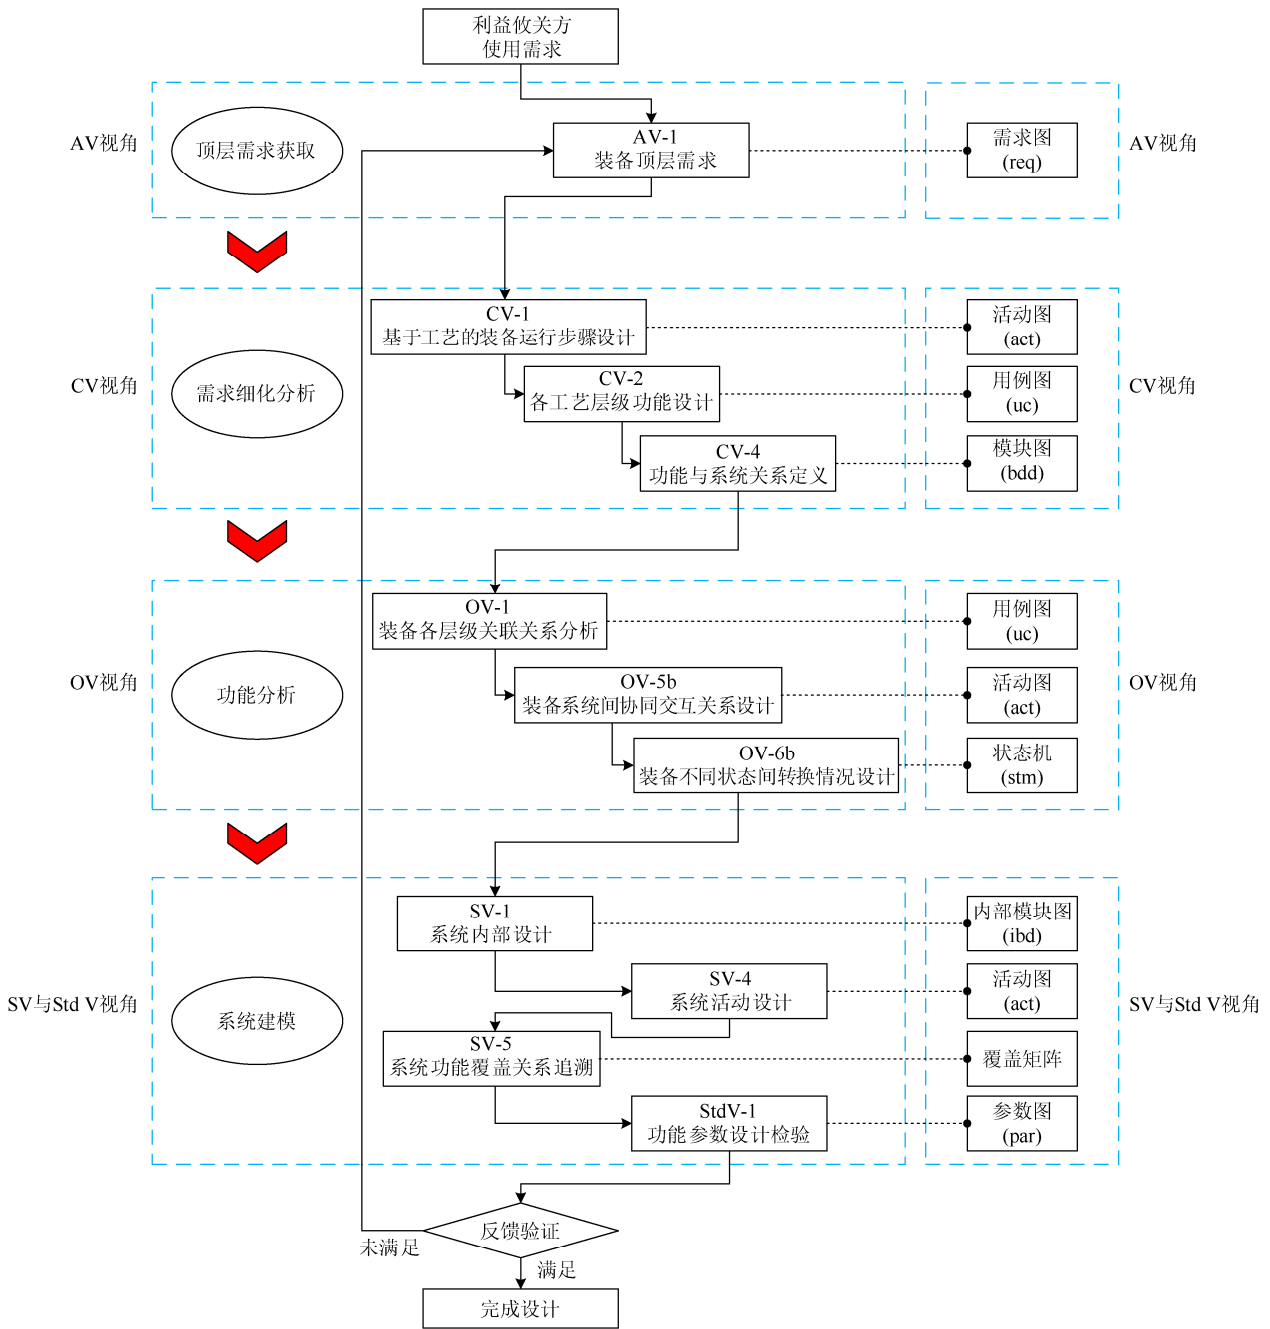 利益攸关方
使用需求
AV视角
顶层需求获取
AV-1
装备顶层需求
需求图
(req)
AV视角
CV视角
需求细化分析
CV-1
基于工艺的装备运行步骤设计
活动图
(act)
CV-2
各工艺层级功能设计
用例图
(uc)
CV视角
CV-4
功能与系统关系定义
模块图
(bdd)
OV视角
功能分析
OV-1
装备各层级关联关系分析
用例图
(uc)
OV-5b
装备系统间协同交互关系设计
活动图
(act)
OV视角
OV-6b
装备不同状态间转换情况设计
状态机
(stm)
SV与Std V视角
系统建模
SV-1
系统内部设计
内部模块图
(ibd)
SV-4
系统活动设计
活动图
(act)
SV与Std V视角
SV-5
系统功能覆盖关系追溯
覆盖矩阵
StdV-1
功能参数设计检验
参数图
(par)
反馈验证
未满足
满足
完成设计